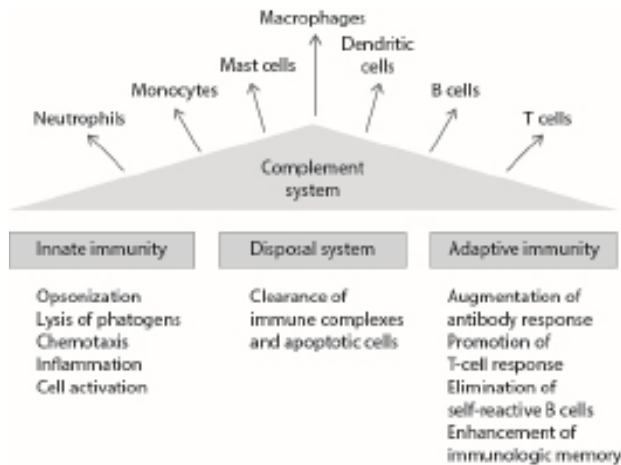 Macrophages
Dendritic
cells
Mast cells
Monocytes
B cells
Neutrophils
T cells
Complement
system
Innate immunity
Disposal system
Adaptive immunity
Opsonization
Lysis of phatogens
Chemotaxis
Inflammation
Cell activation
Clearance of
immune complexes
and apoptotic cells
Augmentation of
antibody response
Promotion of
T-cell response
Elimination of
self-reactive B cells
Enhancement of
immunologic memory